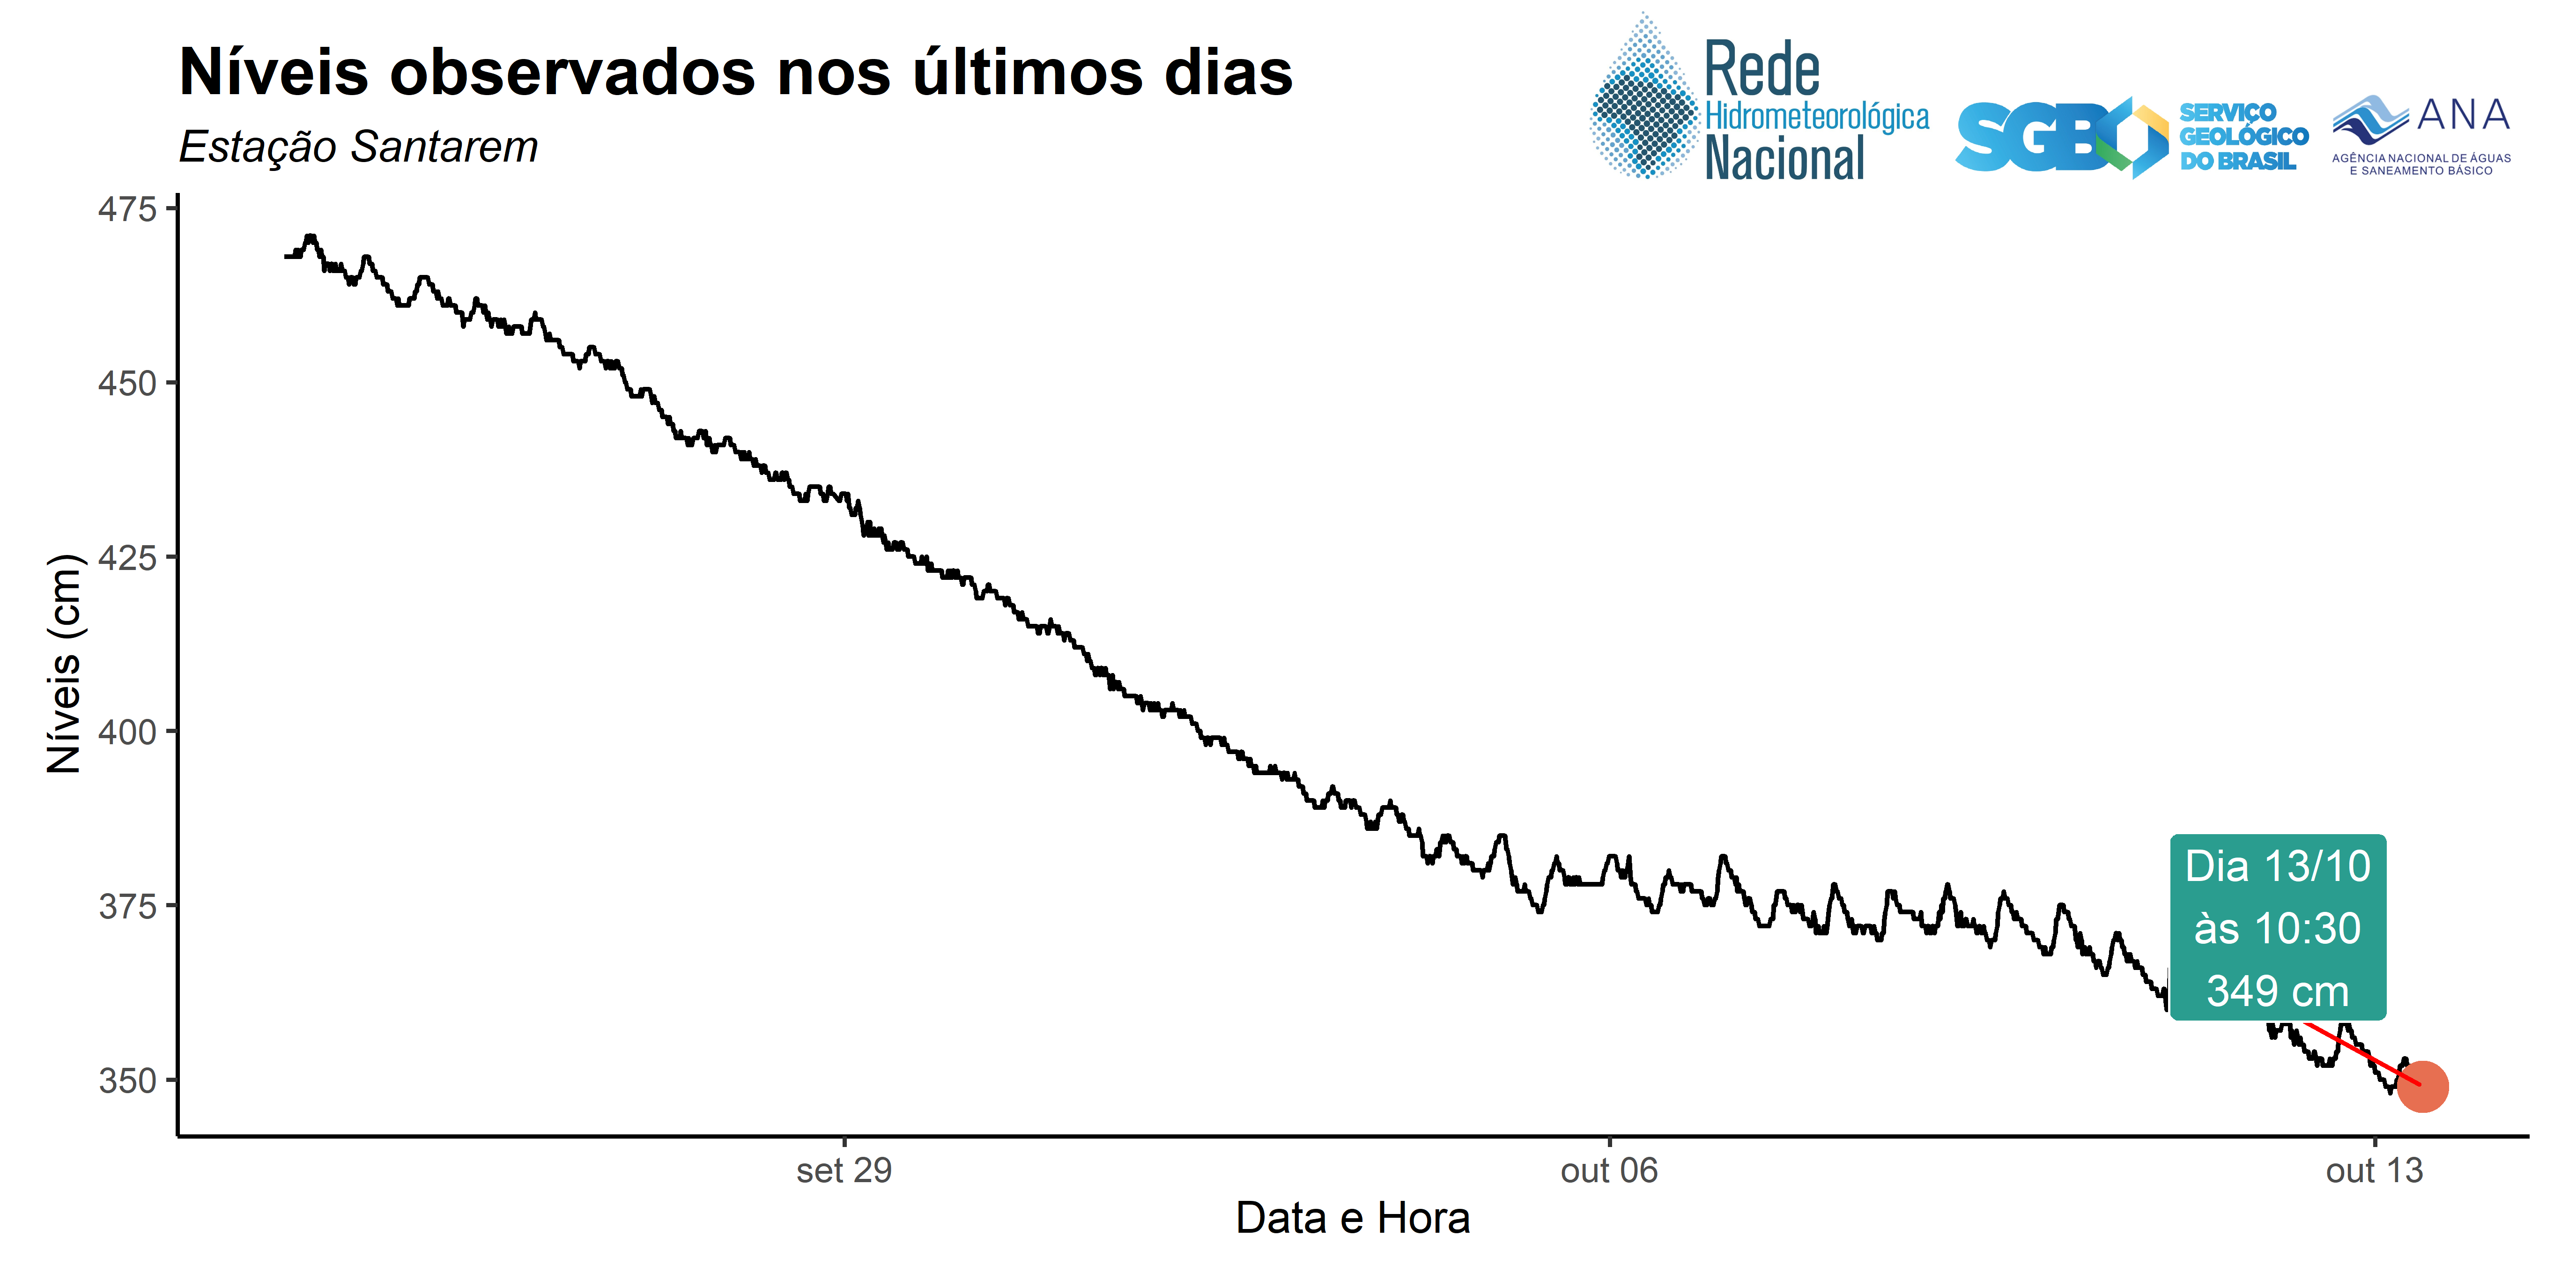 Níveis observados nos últimos dias
Estação Santarem
Rede
Hidrometeorológica
Nacional
SGB
SERVIÇO
GEOLÓGICO
DO BRASIL
ANA
AGÊNCIA NACIONAL DE ÁGUAS
E SANEAMENTO BÁSICO
475
450
425
400
375
350
Níveis (cm)
Dia 13/10
às 10:30
349 cm
set 29
out 06
out 13
Data e Hora